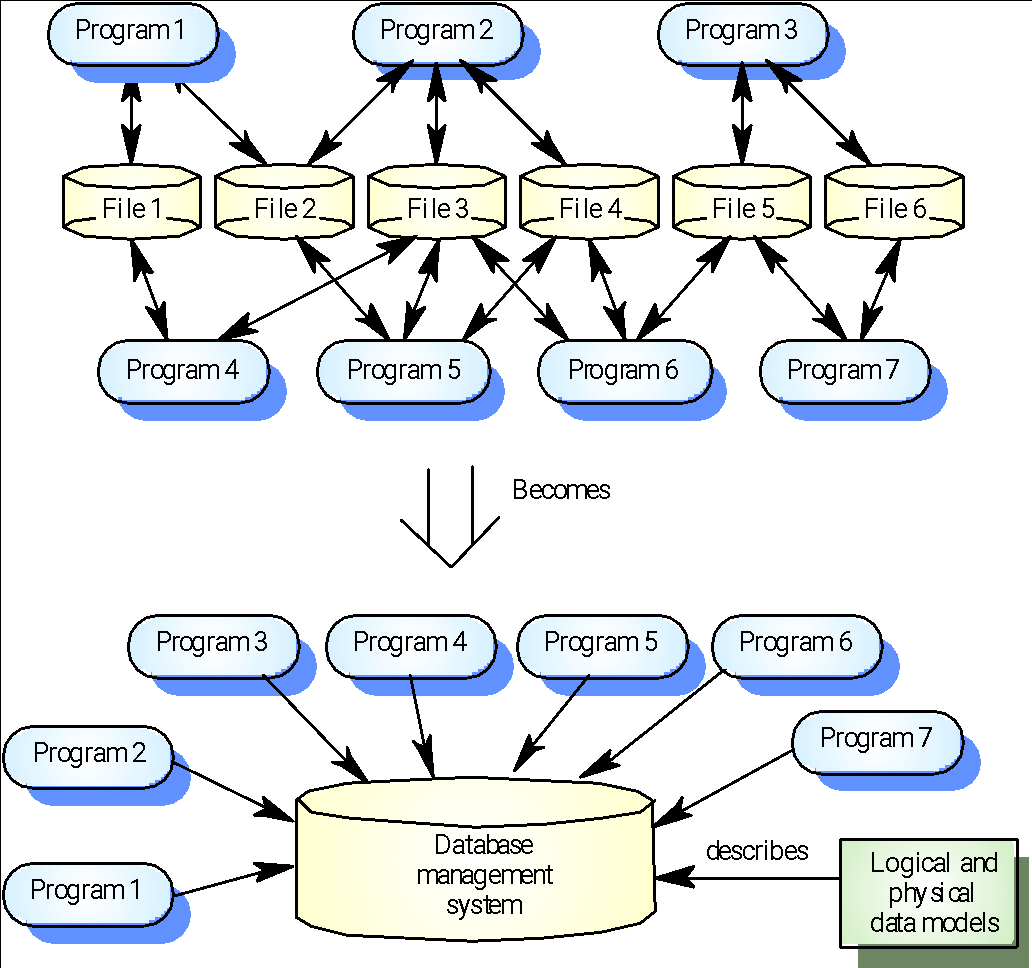 Program 1
Program 2
Program 3
File 1
File 2
File 3
File 4
File 5
File 6
Program 4
Program 5
Program 6
Program 7
Becomes
Program 3
Program 4
Program 5
Program 6
Program 2
Program 7
Database
management
system
describes
Logical and
physical
data models
Program 1